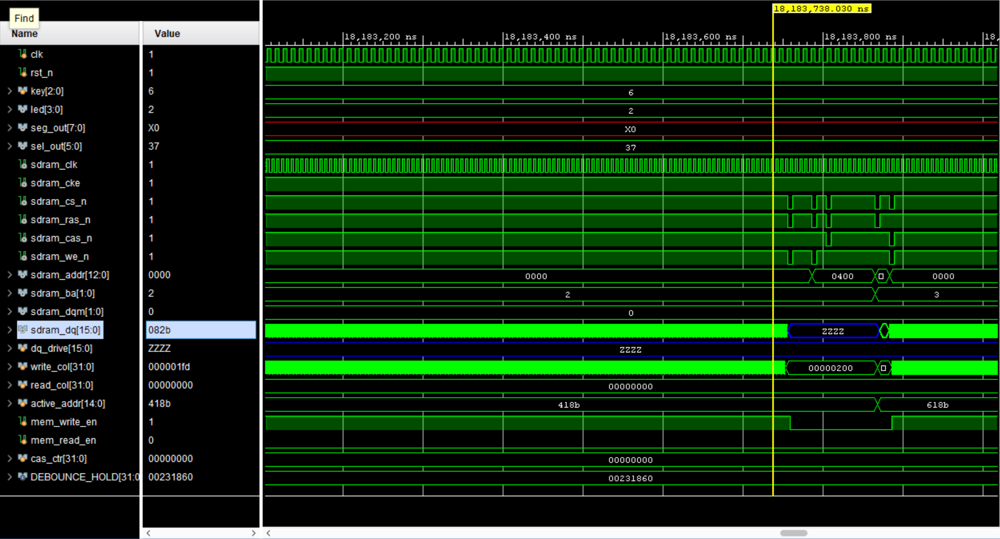 18,183,738.030 ns
Find
Name Value
18,183,200 ns 18,183,400 ns 18,183,600 ns 18,183,800 ns 18,
clk 1
rst_n 1
key[2:0] 6 6
led[3:0] 2 2
seg_out[7:0] X0 X0
sel_out[5:0] 37 37
sdram_clk 1
sdram_cke 1
sdram_cs_n 1
sdram_ras_n 1
sdram_cas_n 1
sdram_we_n 1
sdram_addr[12:0] 0000 0000 0400 0000
sdram_ba[1:0] 2 2 3
sdram_dqm[1:0] 0 0
sdram_dq[15:0] 082b ZZZZ
dq_drive[15:0] ZZZZ ZZZZ
write_col[31:0] 000001fd 00000200
read_col[31:0] 00000000 00000000
active_addr[14:0] 418b 418b 618b
mem_write_en 1
mem_read_en 0
cas_ctr[31:0] 00000000 00000000
DEBOUNCE_HOLD[31:0 00231860 00231860